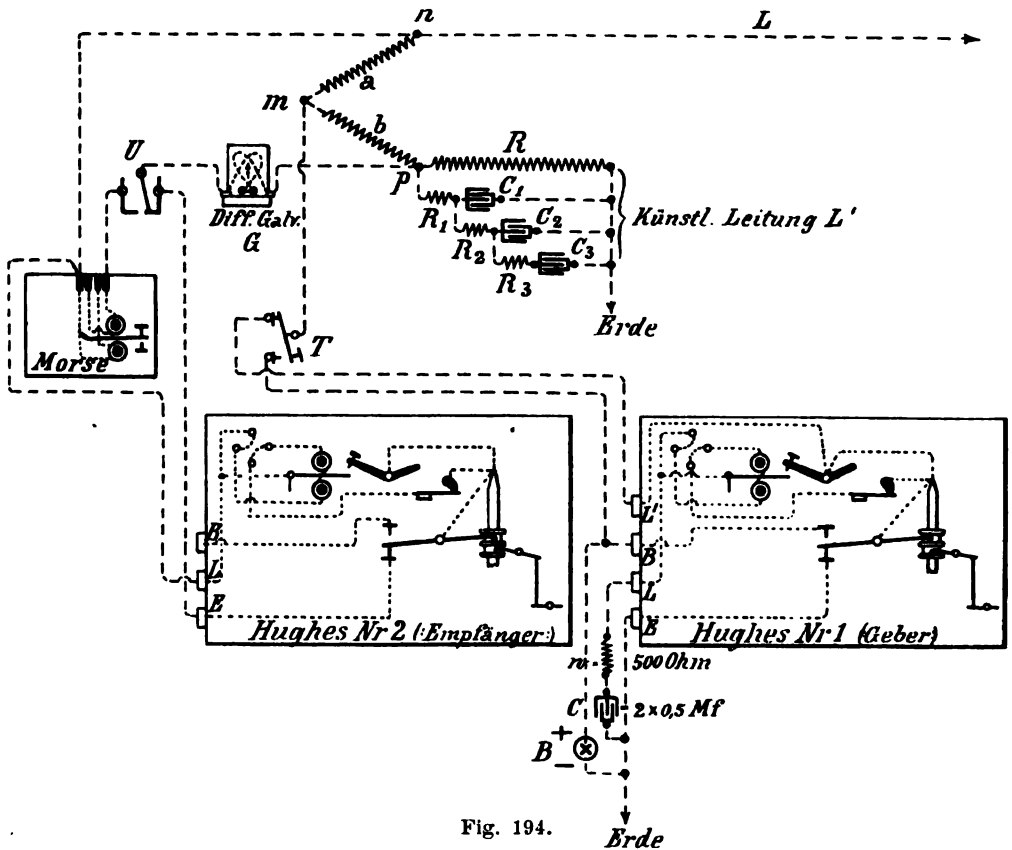 n
L
a
m
b
U
R
P
C1
Diff. Galv.
G
R1
C2
Künstl. Leitung L'
R2
C3
R3
Erde
T
Morse
L'
B
B
L
L
E
E
Hughes Nr 2 (:Empfänger:)
Hughes Nr 1 (Geber)
500 Ohm
C
2 x 0,5 Mf
+
B
−
Fig. 194.
Erde